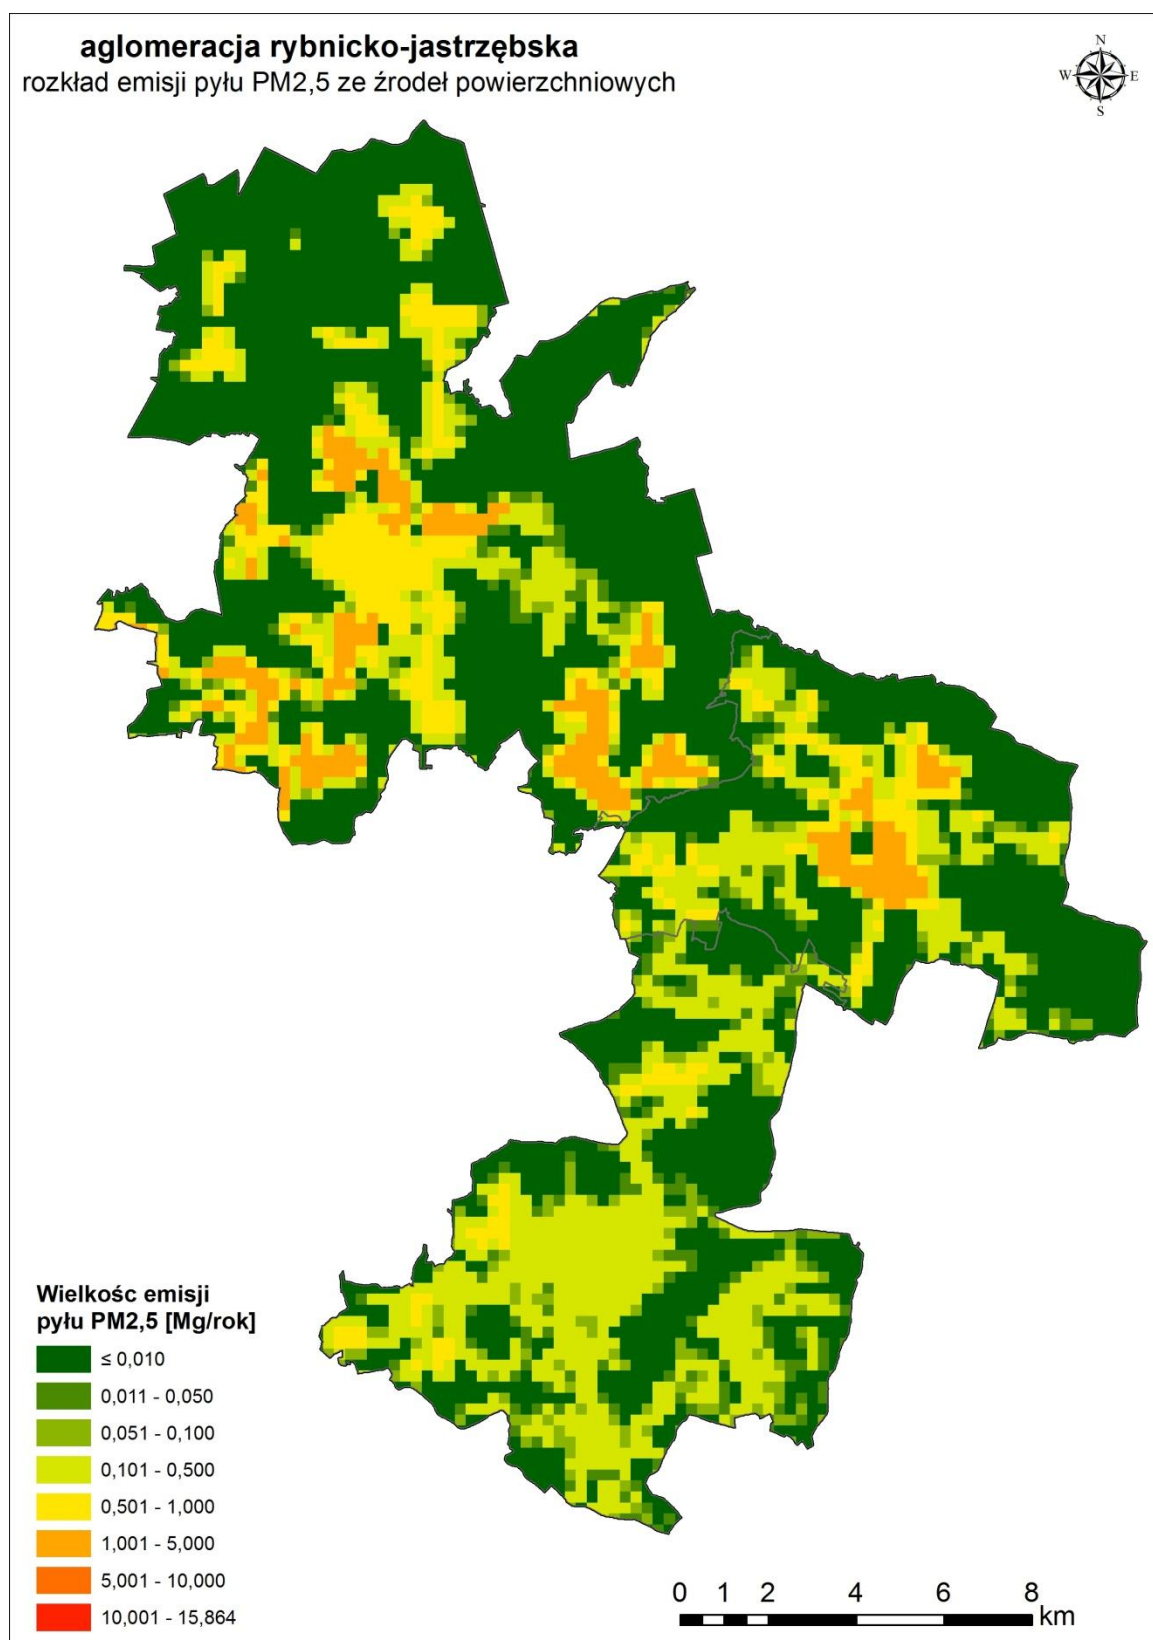 aglomeracja rybnicko-jastrzębska
rozkład emisji pyłu PM2,5 ze źrodeł powierzchniowych
N
W E
S
Wielkośc emisji
pyłu PM2,5 [Mg/rok]
≤ 0,010
0,011 - 0,050
0,051 - 0,100
0,101 - 0,500
0,501 - 1,000
1,001 - 5,000
5,001 - 10,000
10,001 - 15,864
0 1 2 4 6 8
km